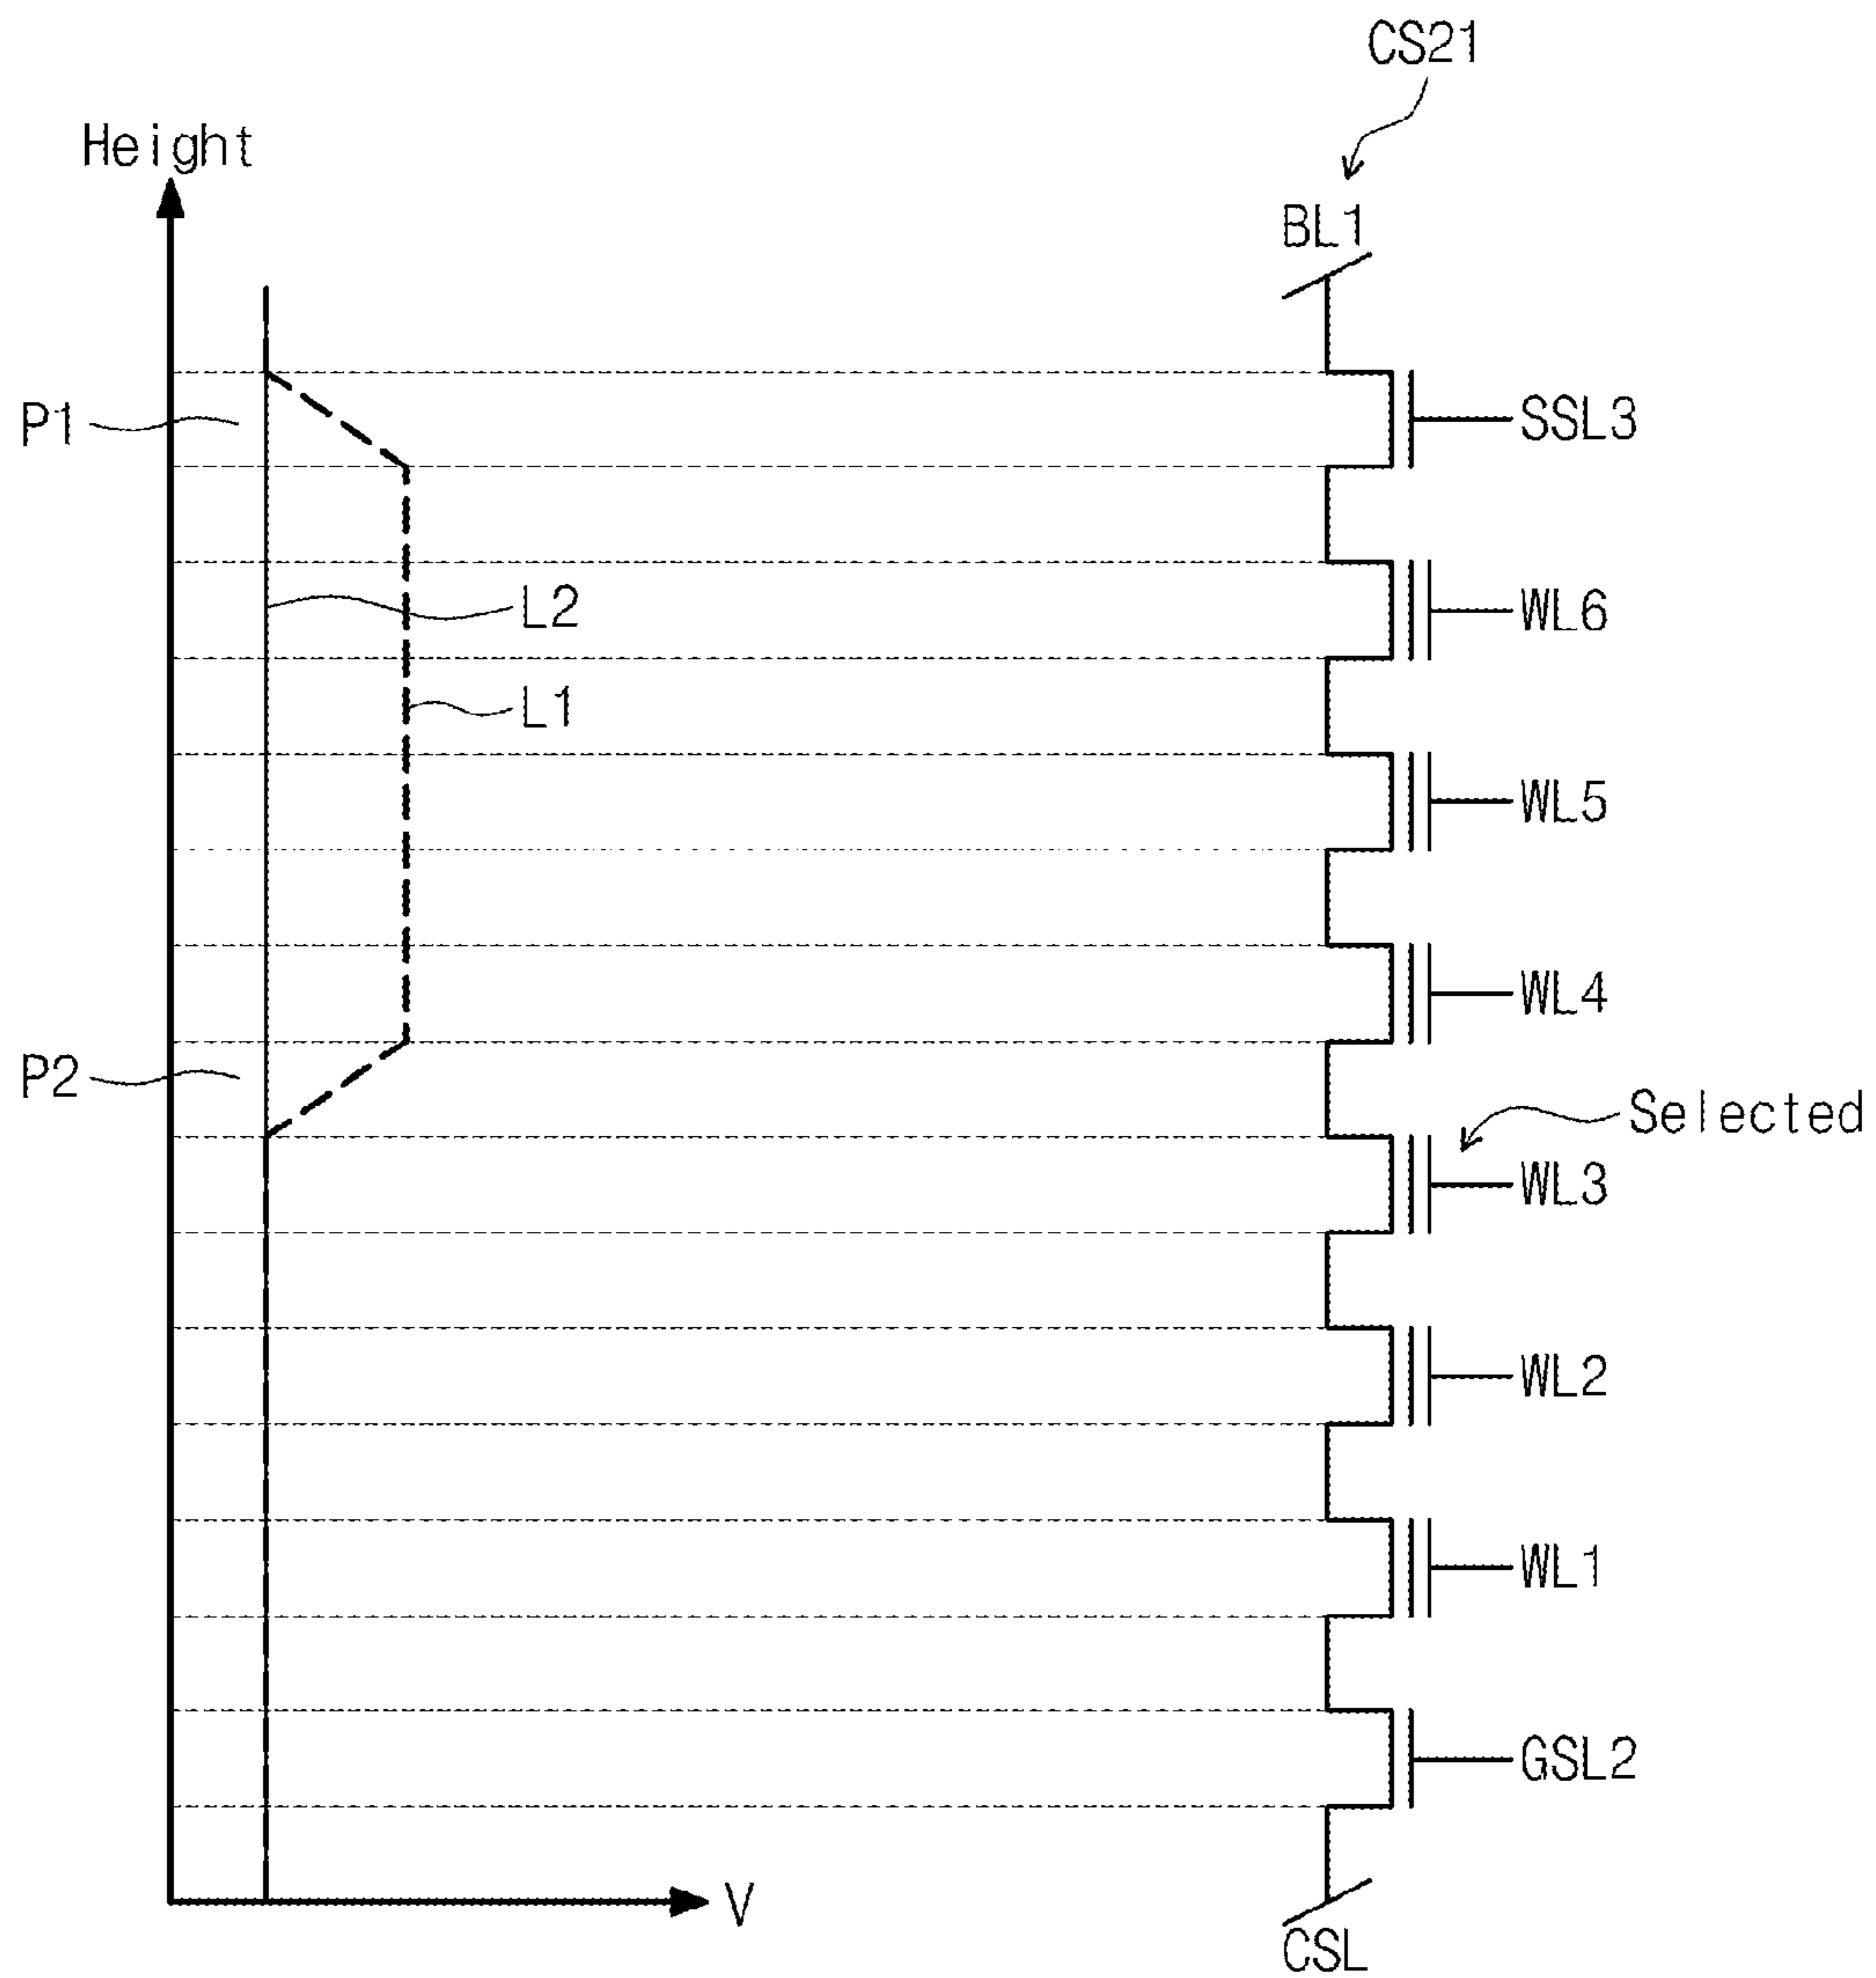 CS21
Height
BL1
P1
SSL3
L2
WL6
L1
WL5
WL4
P2
Selected
WL3
WL2
WL1
GSL2
V
CSL